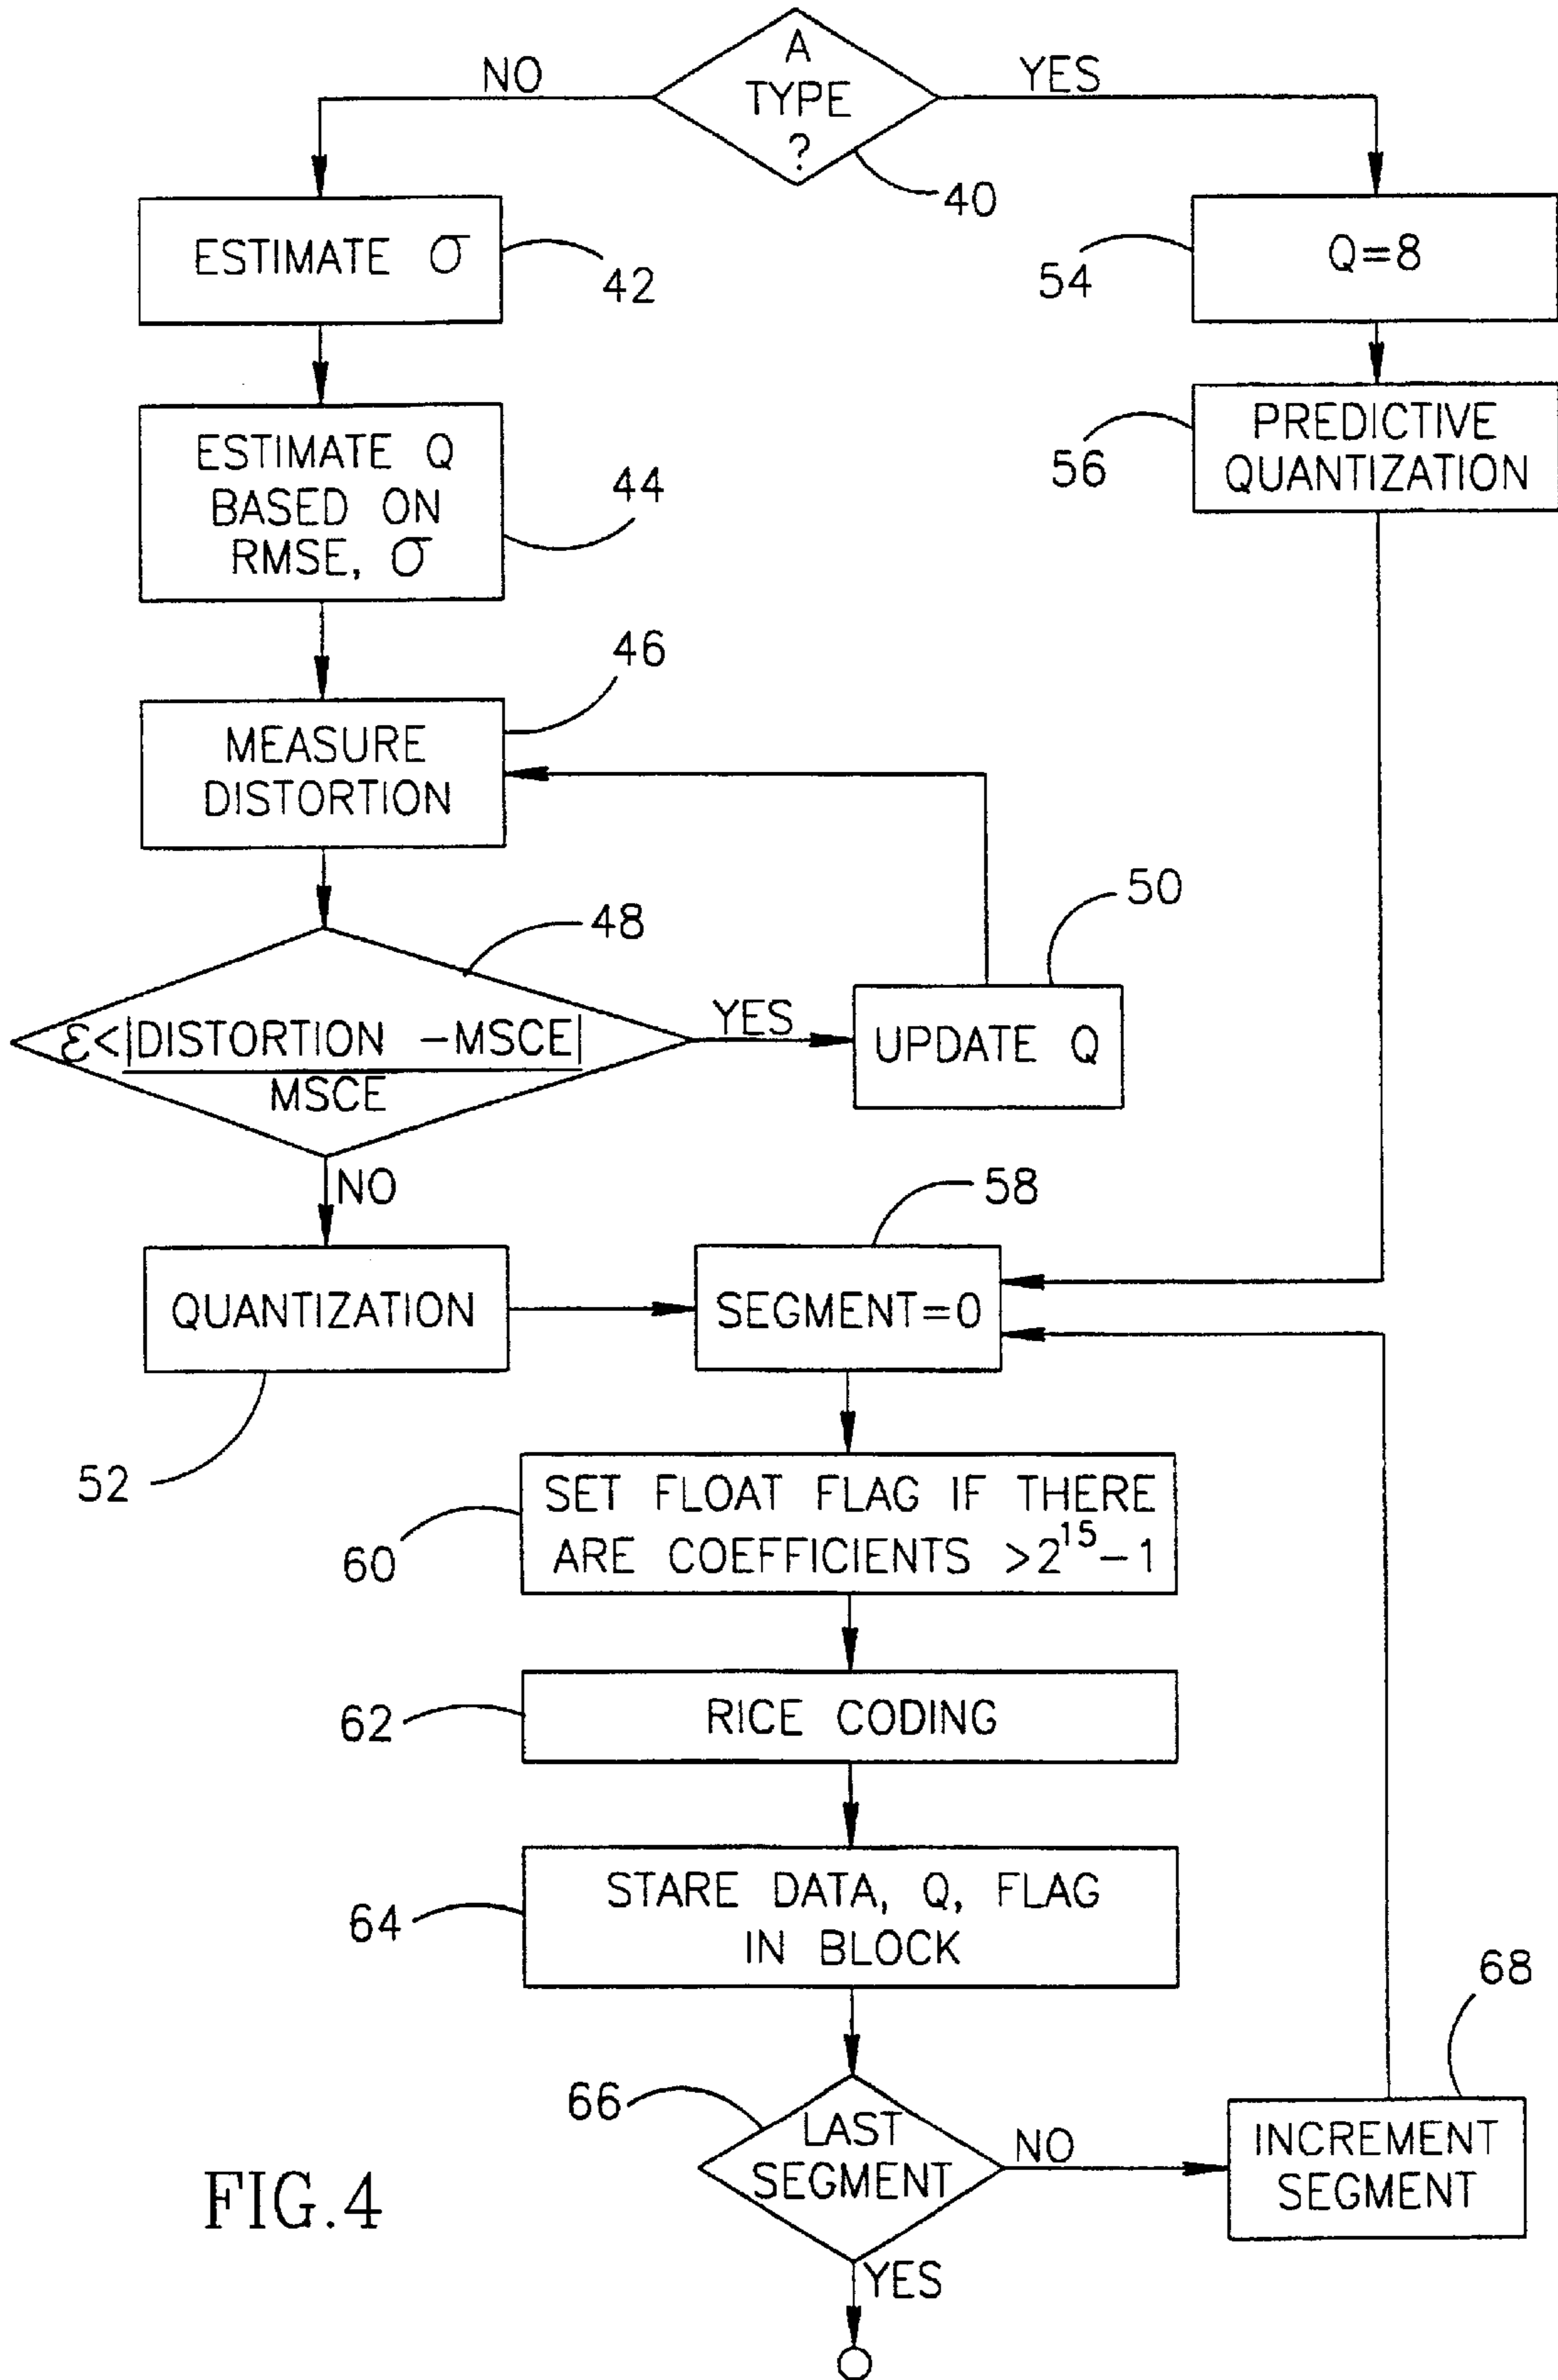 A
TYPE
?
NO
YES
40
ESTIMATE σ
42
54
Q=8
ESTIMATE Q
BASED ON
RMSE, σ
44
56
PREDICTIVE
QUANTIZATION
46
MEASURE
DISTORTION
48
ε<|DISTORTION -MSCE|
MSCE
YES
50
UPDATE Q
NO
QUANTIZATION
52
58
SEGMENT=0
60
SET FLOAT FLAG IF THERE
ARE COEFFICIENTS >2^15-1
62
RICE CODING
64
STARE DATA, Q, FLAG
IN BLOCK
66
LAST
SEGMENT
NO
68
INCREMENT
SEGMENT
YES
FIG.4